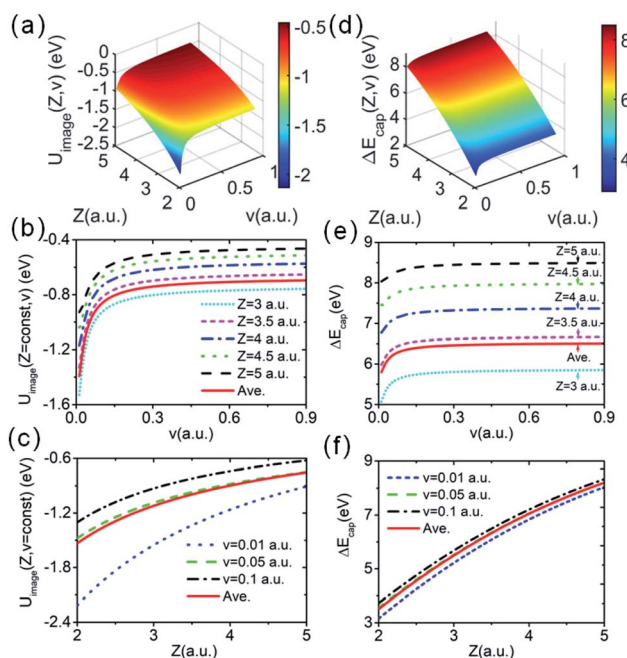 (a)
U_image(Z,v) (eV)
0
-0.5
-1
-1.5
-2
-2.5
5
4
3
2
Z(a.u.)
0
0.5
1
v(a.u.)
-0.5
-1
-1.5
-2
(d)
ΔE_cap(Z,v) (eV)
8
6
4
2
5
4
3
2
Z(a.u.)
0
0.5
1
v(a.u.)
8
6
4
(b)
U_image(Z=const,v) (eV)
-0.4
-0.8
-1.2
-1.6
0.0
0.3
0.6
0.9
v(a.u.)
Z=3 a.u.
Z=3.5 a.u.
Z=4 a.u.
Z=4.5 a.u.
Z=5 a.u.
Ave.
(e)
ΔE_cap(eV)
9
8
7
6
5
0.0
0.3
0.6
0.9
v(a.u.)
Z=5 a.u.
Z=4.5 a.u.
Z=4 a.u.
Z=3.5 a.u.
Ave.
Z=3 a.u.
(c)
U_image(Z,v=const) (eV)
-0.6
-1.2
-1.8
-2.4
2
3
4
5
Z(a.u.)
v=0.01 a.u.
v=0.05 a.u.
v=0.1 a.u.
Ave.
(f)
ΔE_cap(eV)
9
7
5
3
1
2
3
4
5
Z(a.u.)
v=0.01 a.u.
v=0.05 a.u.
v=0.1 a.u.
Ave.